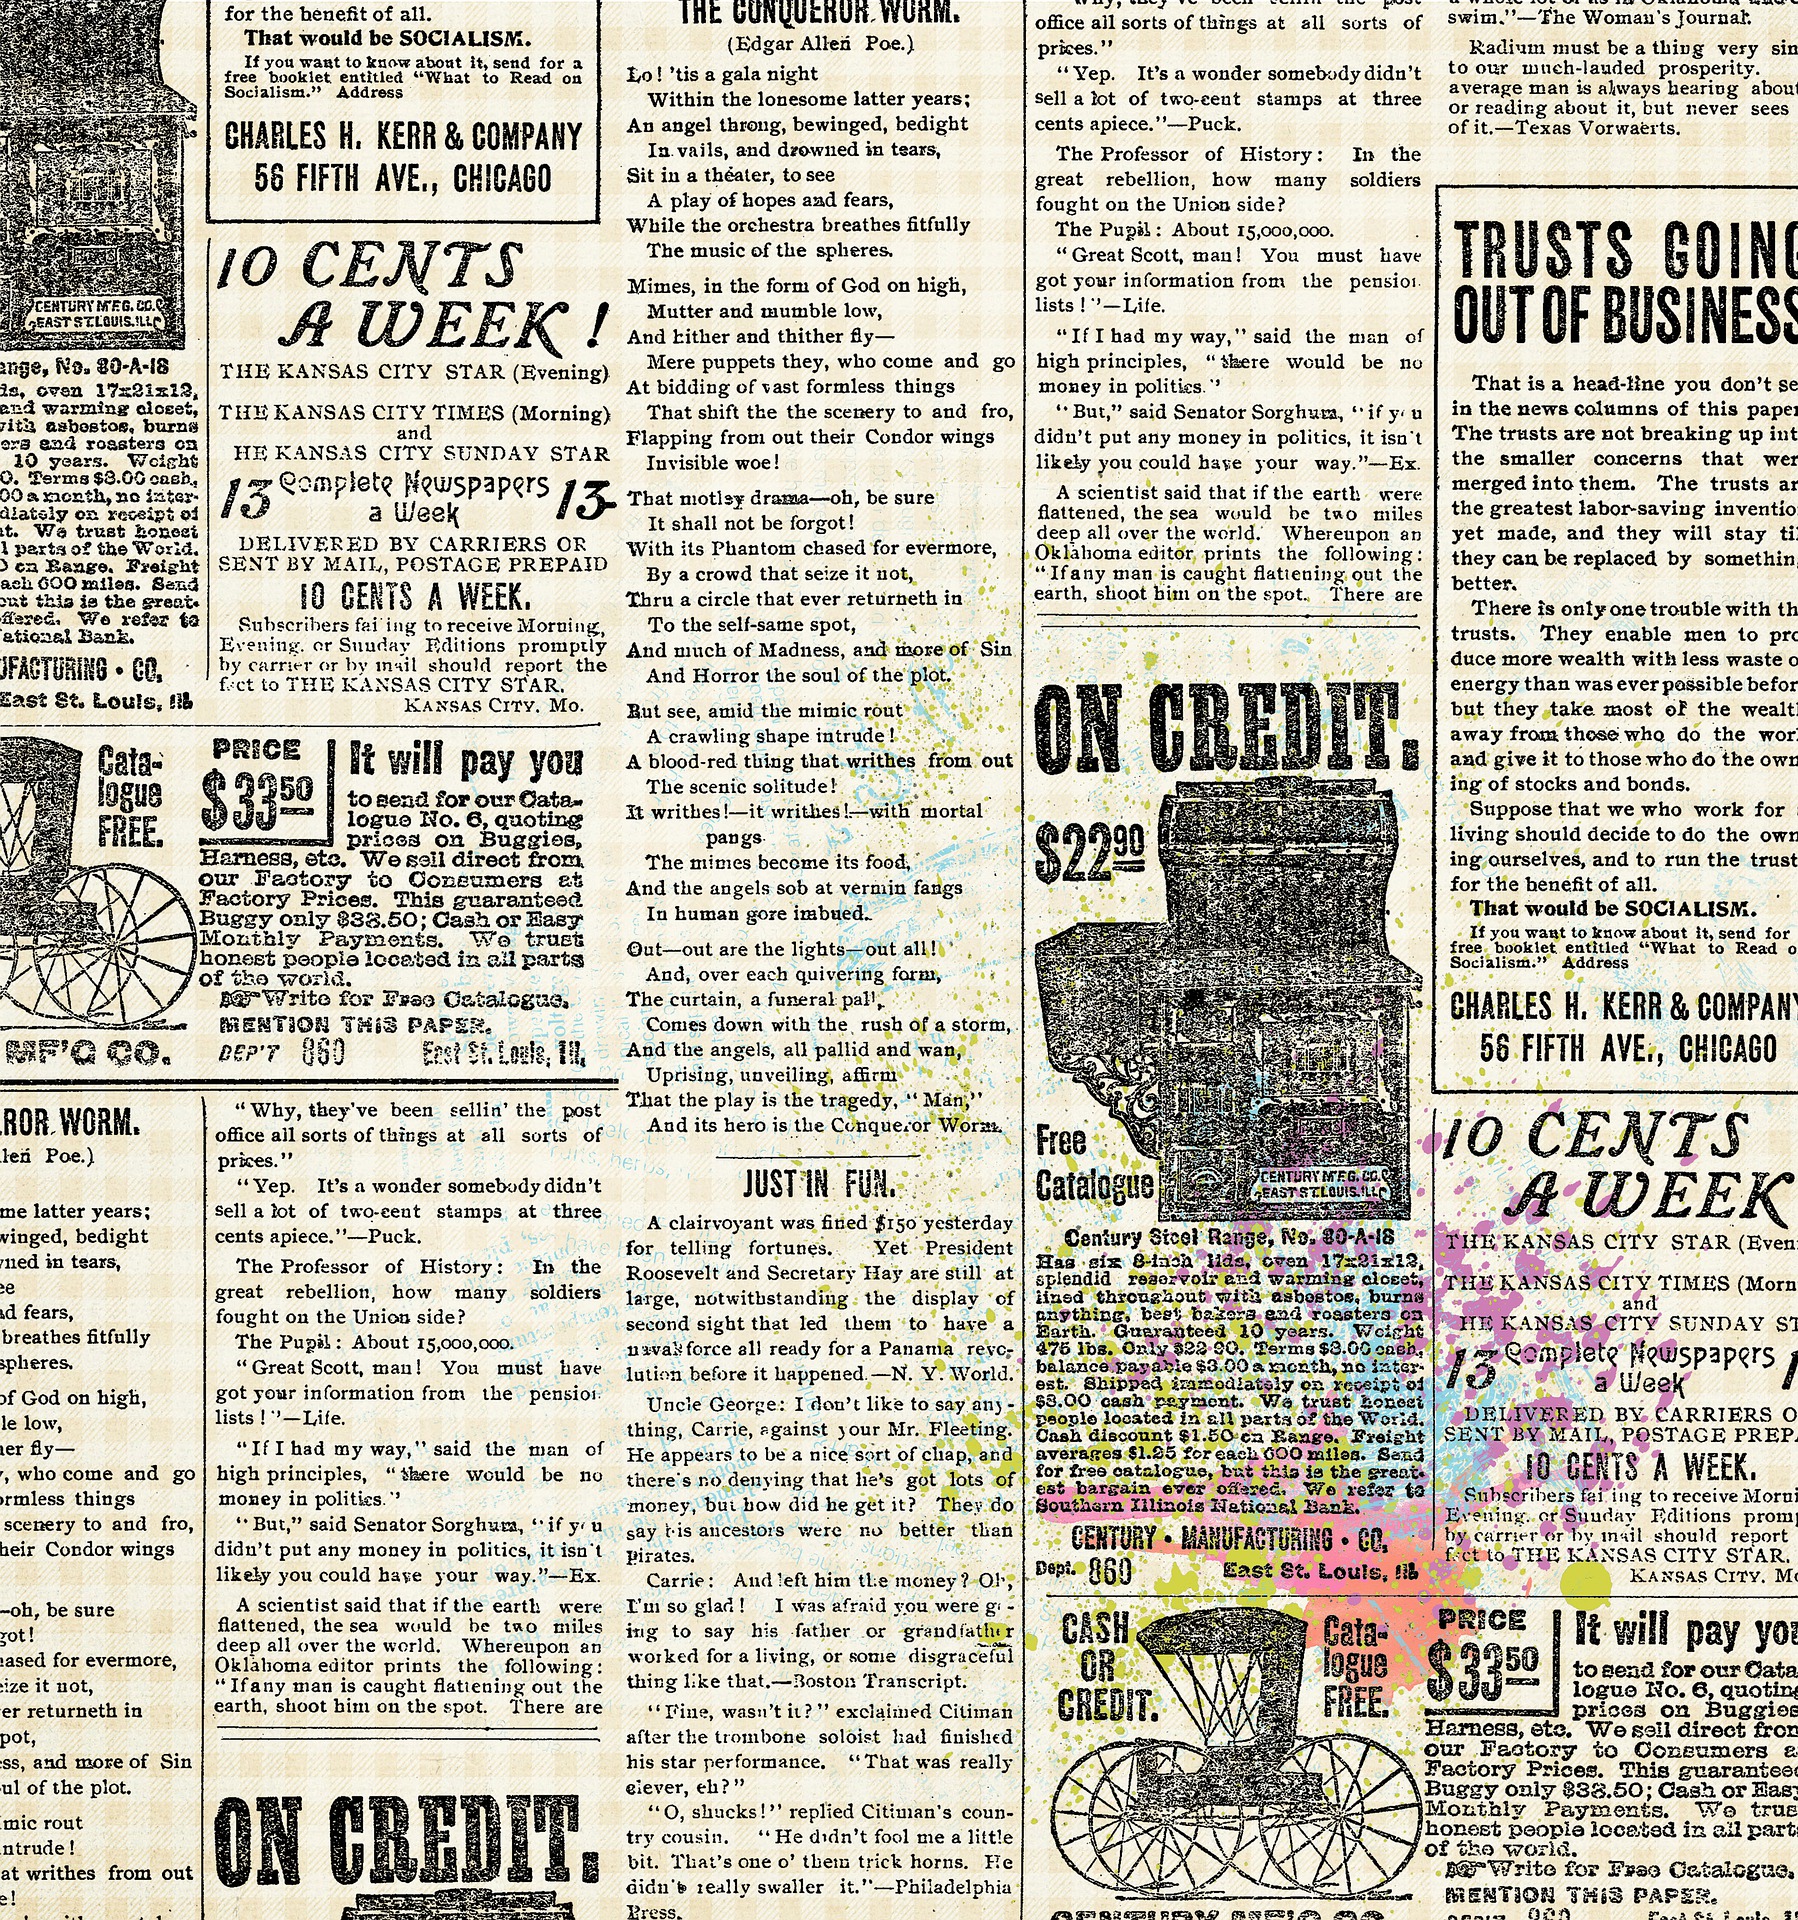 CENTURY M'F'G. CO.
EAST ST. LOUIS. ILL.
ange, No. 80-A-18
ds, oven 17x21x12,
and warming closet,
with asbestos, burns
ers and roasters on
10 years. Weight
0. Terms $3.00 cash,
00 a month, no inter-
diately on receipt of
t. We trust honest
l parts of the World.
0 on Range. Freight
ach 600 miles. Send
but this is the great-
ffered. We refer to
ational Bank.
UFACTURING • CO.
East St. Louis, Ill.
for the benefit of all.
That would be SOCIALISM.
If you want to know about it, send for a
free booklet entitled "What to Read on
Socialism." Address
CHARLES H. KERR & COMPANY
56 FIFTH AVE., CHICAGO
10 CENTS
A WEEK!
THE KANSAS CITY STAR (Evening)
THE KANSAS CITY TIMES (Morning)
and
HE KANSAS CITY SUNDAY STAR
13 Complete Newspapers 13
a Week
DELIVERED BY CARRIERS OR
SENT BY MAIL, POSTAGE PREPAID
10 CENTS A WEEK.
Subscribers fai ing to receive Morning,
Evening. or Sunday Editions promptly
by carrier or by mail should report the
fact to THE KANSAS CITY STAR.
KANSAS CITY. MO.
Cata-
logue
FREE.
PRICE
$33 50
It will pay you
to send for our Cata-
logue No. 6, quoting
prices on Buggies,
Harness, etc. We sell direct from
our Factory to Consumers at
Factory Prices. This guaranteed
Buggy only $33.50; Cash or Easy
Monthly Payments. We trust
honest people located in all parts
of the world.
Write for Free Catalogue.
MENTION THIS PAPER.
MF'G CO. DEP'T 860 East St. Louis, Ill.
ROR WORM.
llen Poe.)
me latter years;
winged, bedight
wned in tears,
ee
nd fears,
breathes fitfully
spheres.
of God on high,
le low,
her fly—
y, who come and go
ormless things
scenery to and fro,
heir Condor wings
—oh, be sure
got!
hased for evermore,
eize it not,
er returneth in
pot,
ess, and more of Sin
oul of the plot.
imic rout
ntrude!
at writhes from out
e!
"Why, they've been sellin' the post
office all sorts of things at all sorts of
prices."
"Yep. It's a wonder somebody didn't
sell a lot of two-cent stamps at three
cents apiece."—Puck.
The Professor of History: In the
great rebellion, how many soldiers
fought on the Union side?
The Pupil: About 15,000,000.
"Great Scott, man! You must have
got your information from the pension
lists!"—Life.
"If I had my way," said the man of
high principles, "there would be no
money in politics."
"But," said Senator Sorghum, "if y u
didn't put any money in politics, it isn't
likely you could have your way."—Ex.
A scientist said that if the earth were
flattened, the sea would be two miles
deep all over the world. Whereupon an
Oklahoma editor prints the following:
"If any man is caught flattening out the
earth, shoot him on the spot. There are
ON CREDIT.
THE CONQUEROR WORM.
(Edgar Allen Poe.)
Lo! 'tis a gala night
Within the lonesome latter years;
An angel throng, bewinged, bedight
In vails, and drowned in tears,
Sit in a theater, to see
A play of hopes and fears,
While the orchestra breathes fitfully
The music of the spheres.
Mimes, in the form of God on high,
Mutter and mumble low,
And hither and thither fly—
Mere puppets they, who come and go
At bidding of vast formless things
That shift the the scenery to and fro,
Flapping from out their Condor wings
Invisible woe!
That motley drama—oh, be sure
It shall not be forgot!
With its Phantom chased for evermore,
By a crowd that seize it not,
Thru a circle that ever returneth in
To the self-same spot,
And much of Madness, and more of Sin
And Horror the soul of the plot.
But see, amid the mimic rout
A crawling shape intrude!
A blood-red thing that writhes from out
The scenic solitude!
It writhes!—it writhes!—with mortal
pangs
The mimes become its food,
And the angels sob at vermin fangs
In human gore imbued.
Out—out are the lights—out all!
And, over each quivering form,
The curtain, a funeral pall,
Comes down with the rush of a storm,
And the angels, all pallid and wan,
Uprising, unveiling, affirm
That the play is the tragedy, "Man,"
And its hero is the Conqueror Worm.
JUST IN FUN.
A clairvoyant was fined $150 yesterday
for telling fortunes. Yet President
Roosevelt and Secretary Hay are still at
large, notwithstanding the display of
second sight that led them to have a
naval force all ready for a Panama revo-
lution before it happened.—N. Y. World.
Uncle George: I don't like to say any-
thing, Carrie, against your Mr. Fleeting.
He appears to be a nice sort of chap, and
there's no denying that he's got lots of
money, but how did he get it? They do
say his ancestors were no better than
pirates.
Carrie: And left him the money? Oh,
I'm so glad! I was afraid you were g -
ing to say his father or grandfather
worked for a living, or some disgraceful
thing like that.—Boston Transcript.
"Fine, wasn't it?" exclaimed Citiman
after the trombone soloist had finished
his star performance. "That was really
clever, eh?"
"O, shucks!" replied Citiman's coun-
try cousin. "He didn't fool me a little
bit. That's one o' them trick horns. He
didn't really swaller it."—Philadelphia
Press.
"Why, they've been sellin' the post
office all sorts of things at all sorts of
prices."
"Yep. It's a wonder somebody didn't
sell a lot of two-cent stamps at three
cents apiece."—Puck.
The Professor of History: In the
great rebellion, how many soldiers
fought on the Union side?
The Pupil: About 15,000,000.
"Great Scott, man! You must have
got your information from the pension
lists!"—Life.
"If I had my way," said the man of
high principles, "there would be no
money in politics."
"But," said Senator Sorghum, "if y u
didn't put any money in politics, it isn't
likely you could have your way."—Ex.
A scientist said that if the earth were
flattened, the sea would be two miles
deep all over the world. Whereupon an
Oklahoma editor prints the following:
"If any man is caught flattening out the
earth, shoot him on the spot. There are
ON CREDIT.
$22 90
Free
Catalogue
CENTURY M'F'G. CO.
EAST ST. LOUIS. ILL.
Century Steel Range, No. 80-A-18
Has six 8-inch lids, oven 17x21x12,
splendid reservoir and warming closet,
lined throughout with asbestos, burns
anything, best bakers and roasters on
Earth. Guaranteed 10 years. Weight
475 lbs. Only $22.90. Terms $3.00 cash,
balance payable $3.00 a month, no inter-
est. Shipped immediately on receipt of
$3.00 cash payment. We trust honest
people located in all parts of the World.
Cash discount $1.50 on Range. Freight
averages $1.25 for each 600 miles. Send
for free catalogue, but this is the great-
est bargain ever offered. We refer to
Southern Illinois National Bank.
CENTURY • MANUFACTURING • CO.
Dept. 860 East St. Louis, Ill.
CASH
OR
CREDIT.
Cata-
logue
FREE.
CENTURY MF'G CO.
swim."—The Woman's Journal.
Radium must be a thing very sim
to our much-lauded prosperity.
average man is always hearing about
or reading about it, but never sees
of it.—Texas Vorwaerts.
TRUSTS GOING
OUT OF BUSINESS
That is a head-line you don't se
in the news columns of this paper
The trusts are not breaking up int
the smaller concerns that wer
merged into them. The trusts ar
the greatest labor-saving inventio
yet made, and they will stay til
they can be replaced by something
better.
There is only one trouble with th
trusts. They enable men to pro
duce more wealth with less waste o
energy than was ever possible befor
but they take most of the wealt
away from those who do the wor
and give it to those who do the own
ing of stocks and bonds.
Suppose that we who work for a
living should decide to do the own
ing ourselves, and to run the trust
for the benefit of all.
That would be SOCIALISM.
If you want to know about it, send for
free booklet entitled "What to Read o
Socialism." Address
CHARLES H. KERR & COMPANY
56 FIFTH AVE., CHICAGO
10 CENTS
A WEEK
THE KANSAS CITY STAR (Even
THE KANSAS CITY TIMES (Morn
and
HE KANSAS CITY SUNDAY ST
13 Complete Newspapers 1
a Week
DELIVERED BY CARRIERS O
SENT BY MAIL, POSTAGE PREPA
10 CENTS A WEEK.
Subscribers fai ing to receive Morni
Evening. or Sunday Editions promp
by carrier or by mail should report
fact to THE KANSAS CITY STAR.
KANSAS CITY. Mo
PRICE
$33 50
It will pay you
to send for our Cata
logue No. 6, quoting
prices on Buggies
Harness, etc. We sell direct from
our Factory to Consumers a
Factory Prices. This guaranteed
Buggy only $33.50; Cash or Easy
Monthly Payments. We trus
honest people located in all parts
of the world.
Write for Free Catalogue.
MENTION THIS PAPER.